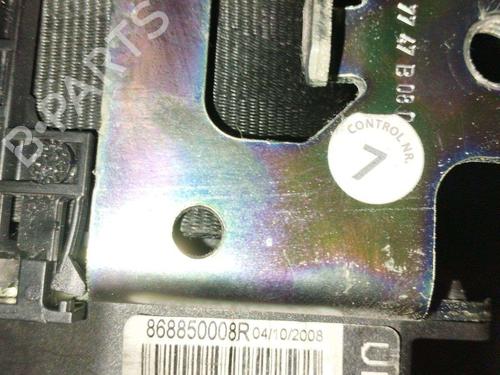 B-PARTS
77 47 B 08
CONTROL NR.
7
868850008R 04/10/2008
U